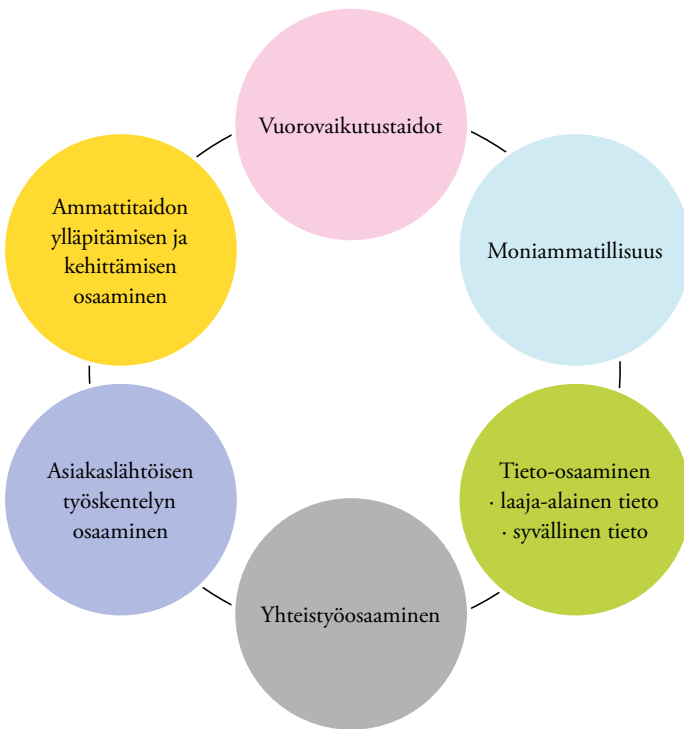 Vuorovaikutustaidot
Moniammatillisuus
Tieto-osaaminen
· laaja-alainen tieto
· syvällinen tieto
Yhteistyöosaaminen
Asiakaslähtöisen
työskentelyn
osaaminen
Ammattitaidon
ylläpitämisen ja
kehittämisen
osaaminen